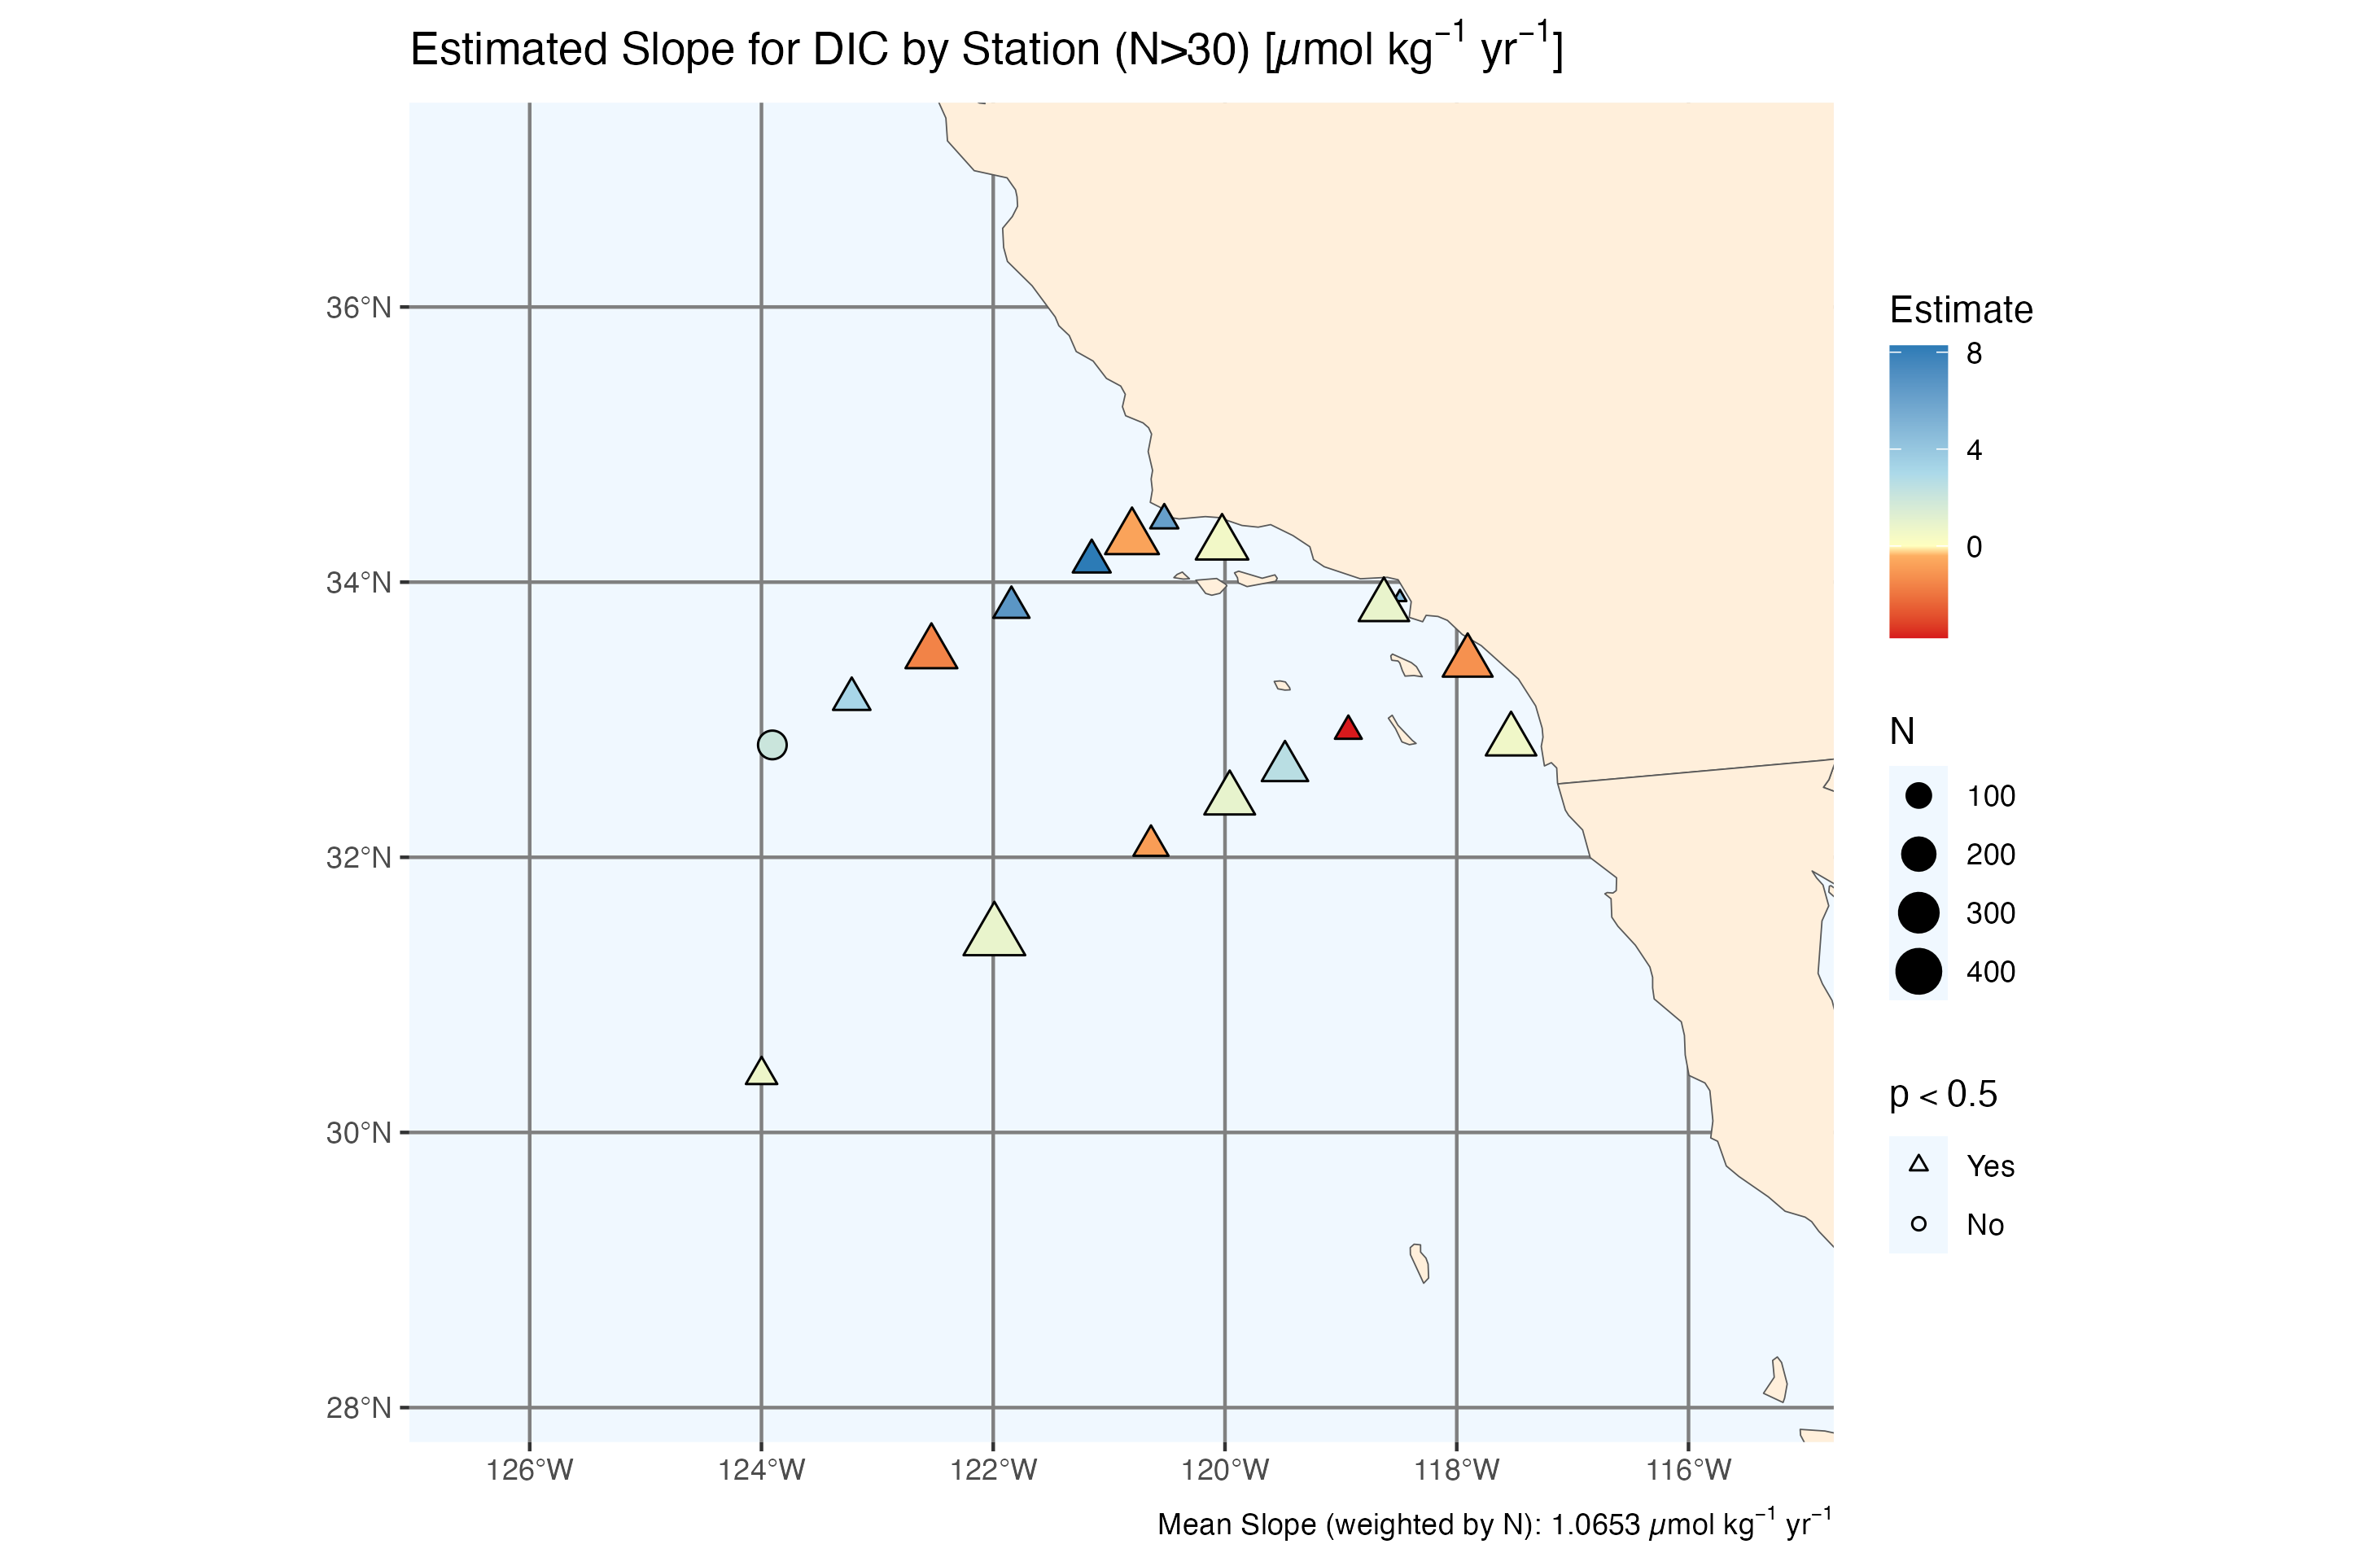 Estimated Slope for DIC by Station (N>30) [μmol kg⁻¹ yr⁻¹]
36°N
34°N
32°N
30°N
28°N
126°W 124°W 122°W 120°W 118°W 116°W
Estimate
8
4
0
N
100
200
300
400
p < 0.5
Yes
No
Mean Slope (weighted by N): 1.0653 μmol kg⁻¹ yr⁻¹